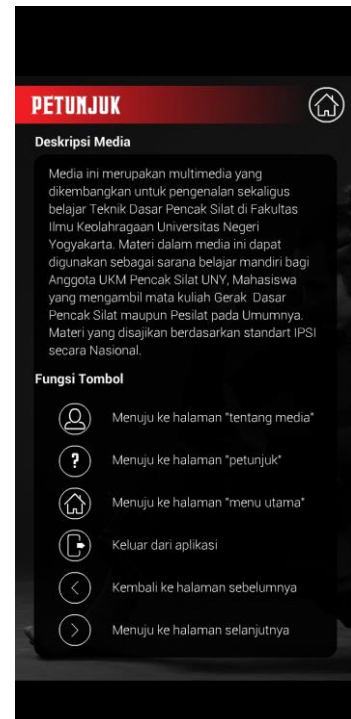 PETUNJUK
Deskripsi Media
Media ini merupakan multimedia yang
dikembangkan untuk pengenalan sekaligus
belajar Teknik Dasar Pencak Silat di Fakultas
Ilmu Keolahragaan Universitas Negeri
Yogyakarta. Materi dalam media ini dapat
digunakan sebagai sarana belajar mandiri bagi
Anggota UKM Pencak Silat UNY, Mahasiswa
yang mengambil mata kuliah Gerak Dasar
Pencak Silat maupun Pesilat pada Umumnya.
Materi yang disajikan berdasarkan standart IPSI
secara Nasional.
Fungsi Tombol
Menuju ke halaman "tentang media"
? Menuju ke halaman "petunjuk"
Menuju ke halaman "menu utama"
Keluar dari aplikasi
Kembali ke halaman sebelumnya
Menuju ke halaman selanjutnya